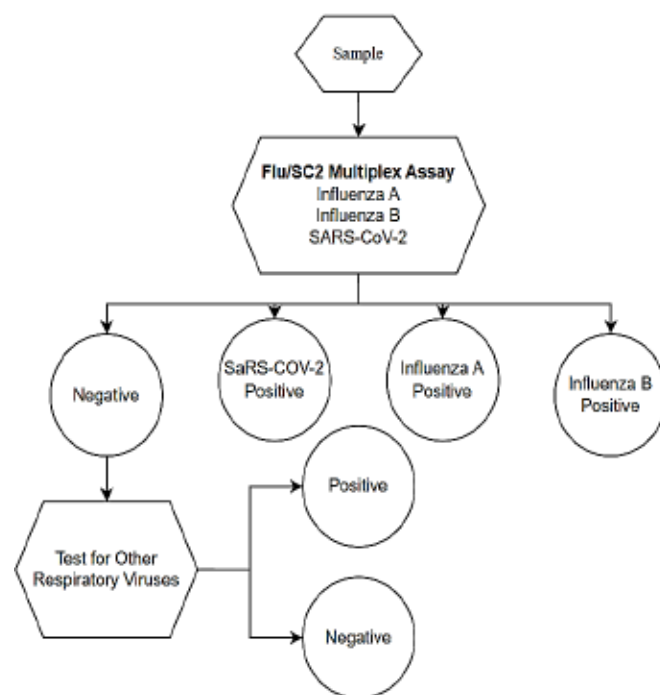 Sample
Flu/SC2 Multiplex Assay
Influenza A
Influenza B
SARS-CoV-2
Negative
SaRS-COV-2
Positive
Influenza A
Positive
Influenza B
Positive
Positive
Test for Other
Respiratory Viruses
Negative